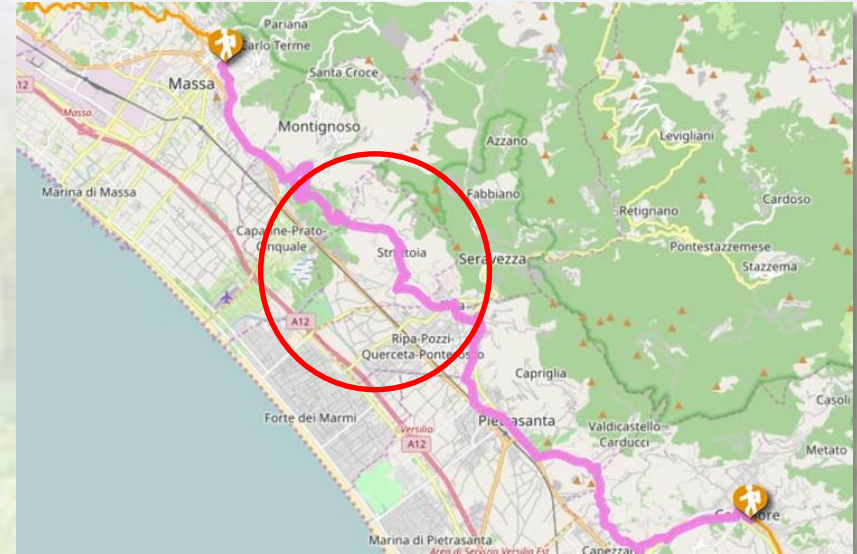 Pariana
Carlo Terme
Massa
Santa Croce
12
Massa
Montignoso
Azzano
Levigliani
Marina di Massa
Fabbiano
Retignano
Cardoso
Capanne-Prato-
Cinquale
Strettoia
Seravezza
Pontestazzemese
Stazzema
A12
Ripa-Pozzi-
Querceta-Ponterosso
Capriglia
Casoli
Forte dei Marmi
Versilia
A12
Pietrasanta
Valdicastello
Carducci
Metato
Marina di Pietrasanta
Area di Servizio Versilia Est